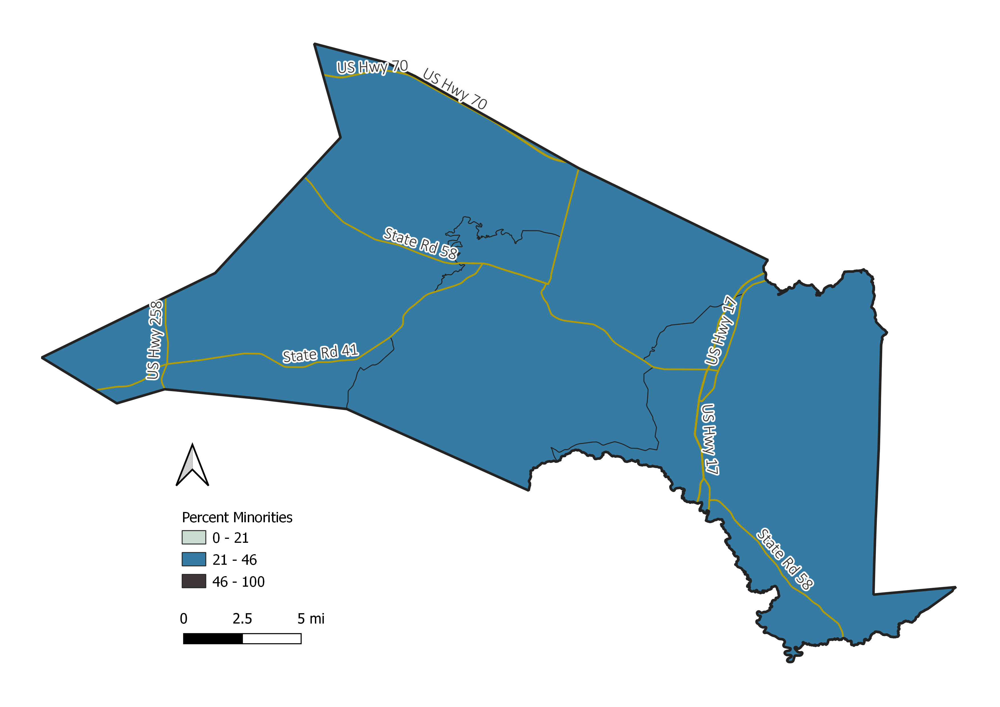 US Hwy 70
US Hwy 70
State Rd 58
US Hwy 258
State Rd 41
US Hwy 17
US Hwy 17
State Rd 58
Percent Minorities
0 - 21
21 - 46
46 - 100
0 2.5 5 mi